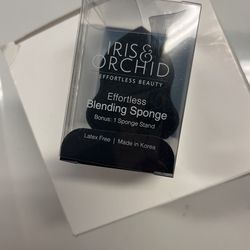 IRIS&
ORCHID
EFFORTLESS BEAUTY
Effortless
Blending Sponge
Bonus: 1 Sponge Stand
Latex Free | Made in Korea